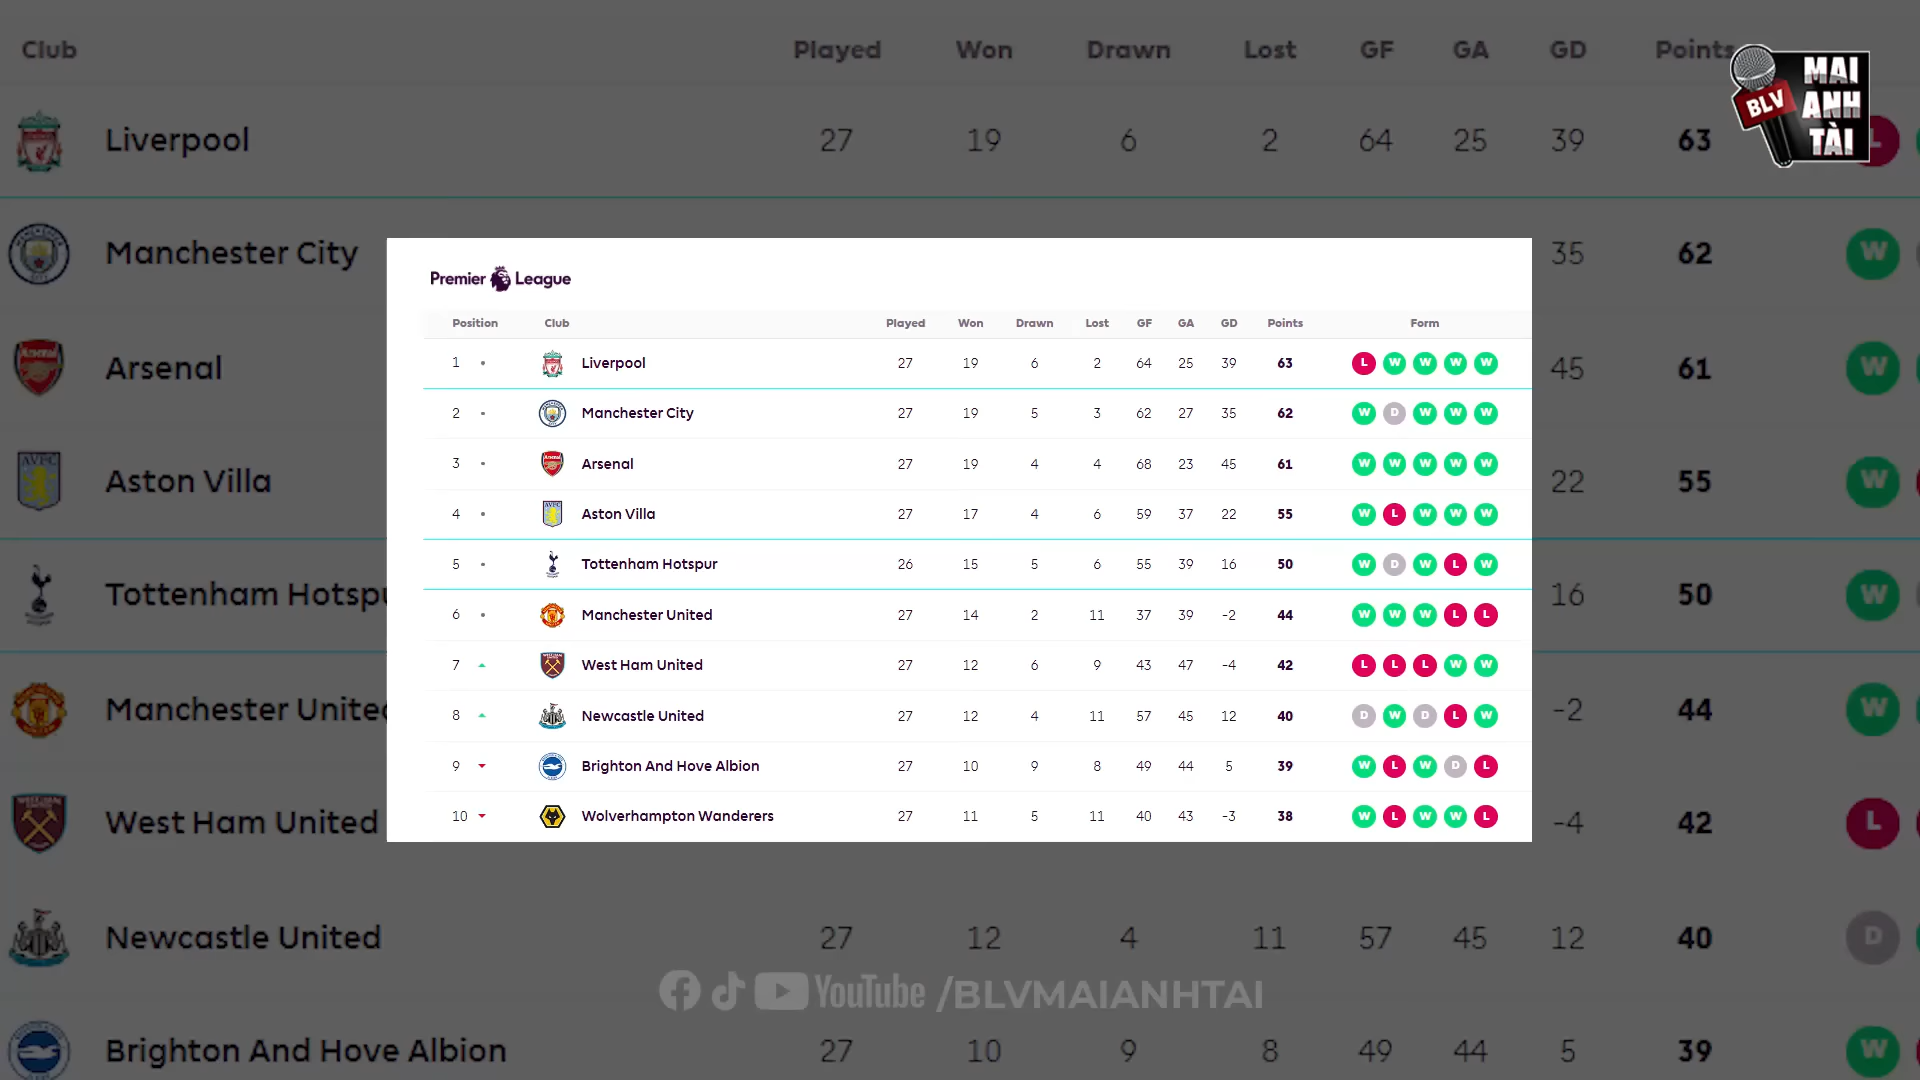 Club Played Won Drawn Lost GF GA GD Points
BLV MAI ANH TÀI
Liverpool 27 19 6 2 64 25 39 63 L
Manchester City 35 62 W
Arsenal 45 61 W
Aston Villa 22 55 W
Tottenham Hotspu 16 50 W
Manchester Unite -2 44 W
West Ham United -4 42 L
Newcastle United 27 12 4 11 57 45 12 40 D
Brighton And Hove Albion 27 10 9 8 49 44 5 39 W
Premier League
Position Club Played Won Drawn Lost GF GA GD Points Form
1 Liverpool 27 19 6 2 64 25 39 63 L W W W W
2 Manchester City 27 19 5 3 62 27 35 62 W D W W W
3 Arsenal 27 19 4 4 68 23 45 61 W W W W W
4 Aston Villa 27 17 4 6 59 37 22 55 W L W W W
5 Tottenham Hotspur 26 15 5 6 55 39 16 50 W D W L W
6 Manchester United 27 14 2 11 37 39 -2 44 W W W L L
7 West Ham United 27 12 6 9 43 47 -4 42 L L L W W
8 Newcastle United 27 12 4 11 57 45 12 40 D W D L W
9 Brighton And Hove Albion 27 10 9 8 49 44 5 39 W L W D L
10 Wolverhampton Wanderers 27 11 5 11 40 43 -3 38 W L W W L
YouTube /BLVMAIANHTAI